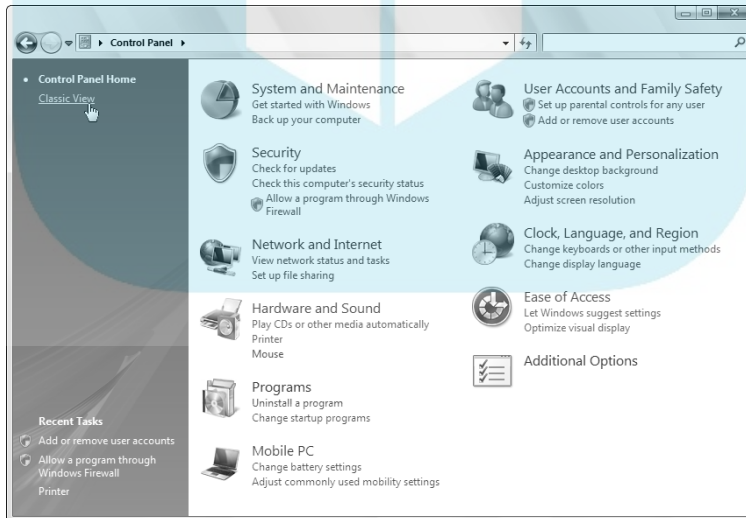 Control Panel
Control Panel Home
Classic View
Recent Tasks
Add or remove user accounts
Allow a program through
Windows Firewall
Printer
System and Maintenance
Get started with Windows
Back up your computer
Security
Check for updates
Check this computer's security status
Allow a program through Windows
Firewall
Network and Internet
View network status and tasks
Set up file sharing
Hardware and Sound
Play CDs or other media automatically
Printer
Mouse
Programs
Uninstall a program
Change startup programs
Mobile PC
Change battery settings
Adjust commonly used mobility settings
User Accounts and Family Safety
Set up parental controls for any user
Add or remove user accounts
Appearance and Personalization
Change desktop background
Customize colors
Adjust screen resolution
Clock, Language, and Region
Change keyboards or other input methods
Change display language
Ease of Access
Let Windows suggest settings
Optimize visual display
Additional Options